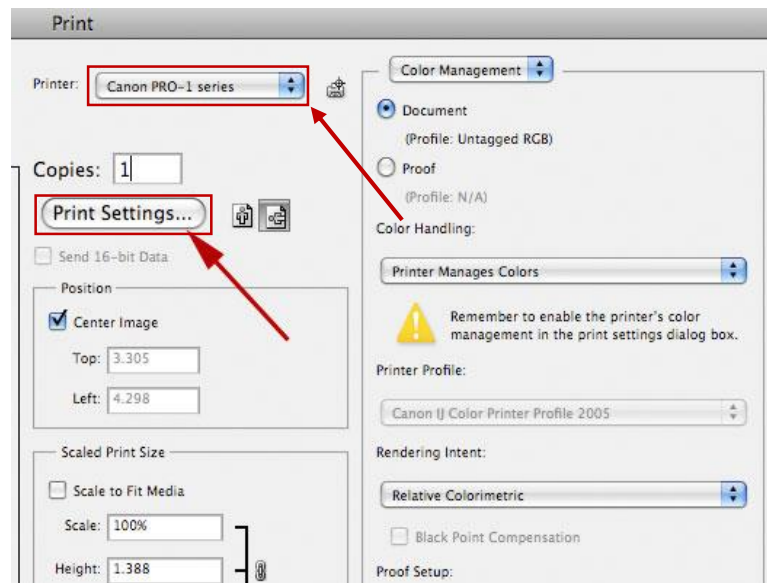 Print
Printer: Canon PRO-1 series
Copies: 1
Print Settings...
Send 16-bit Data
Position
Center Image
Top: 3.305
Left: 4.298
Scaled Print Size
Scale to Fit Media
Scale: 100%
Height: 1.388
Color Management
Document
(Profile: Untagged RGB)
Proof
(Profile: N/A)
Color Handling:
Printer Manages Colors
Remember to enable the printer's color
management in the print settings dialog box.
Printer Profile:
Canon IJ Color Printer Profile 2005
Rendering Intent:
Relative Colorimetric
Black Point Compensation
Proof Setup: